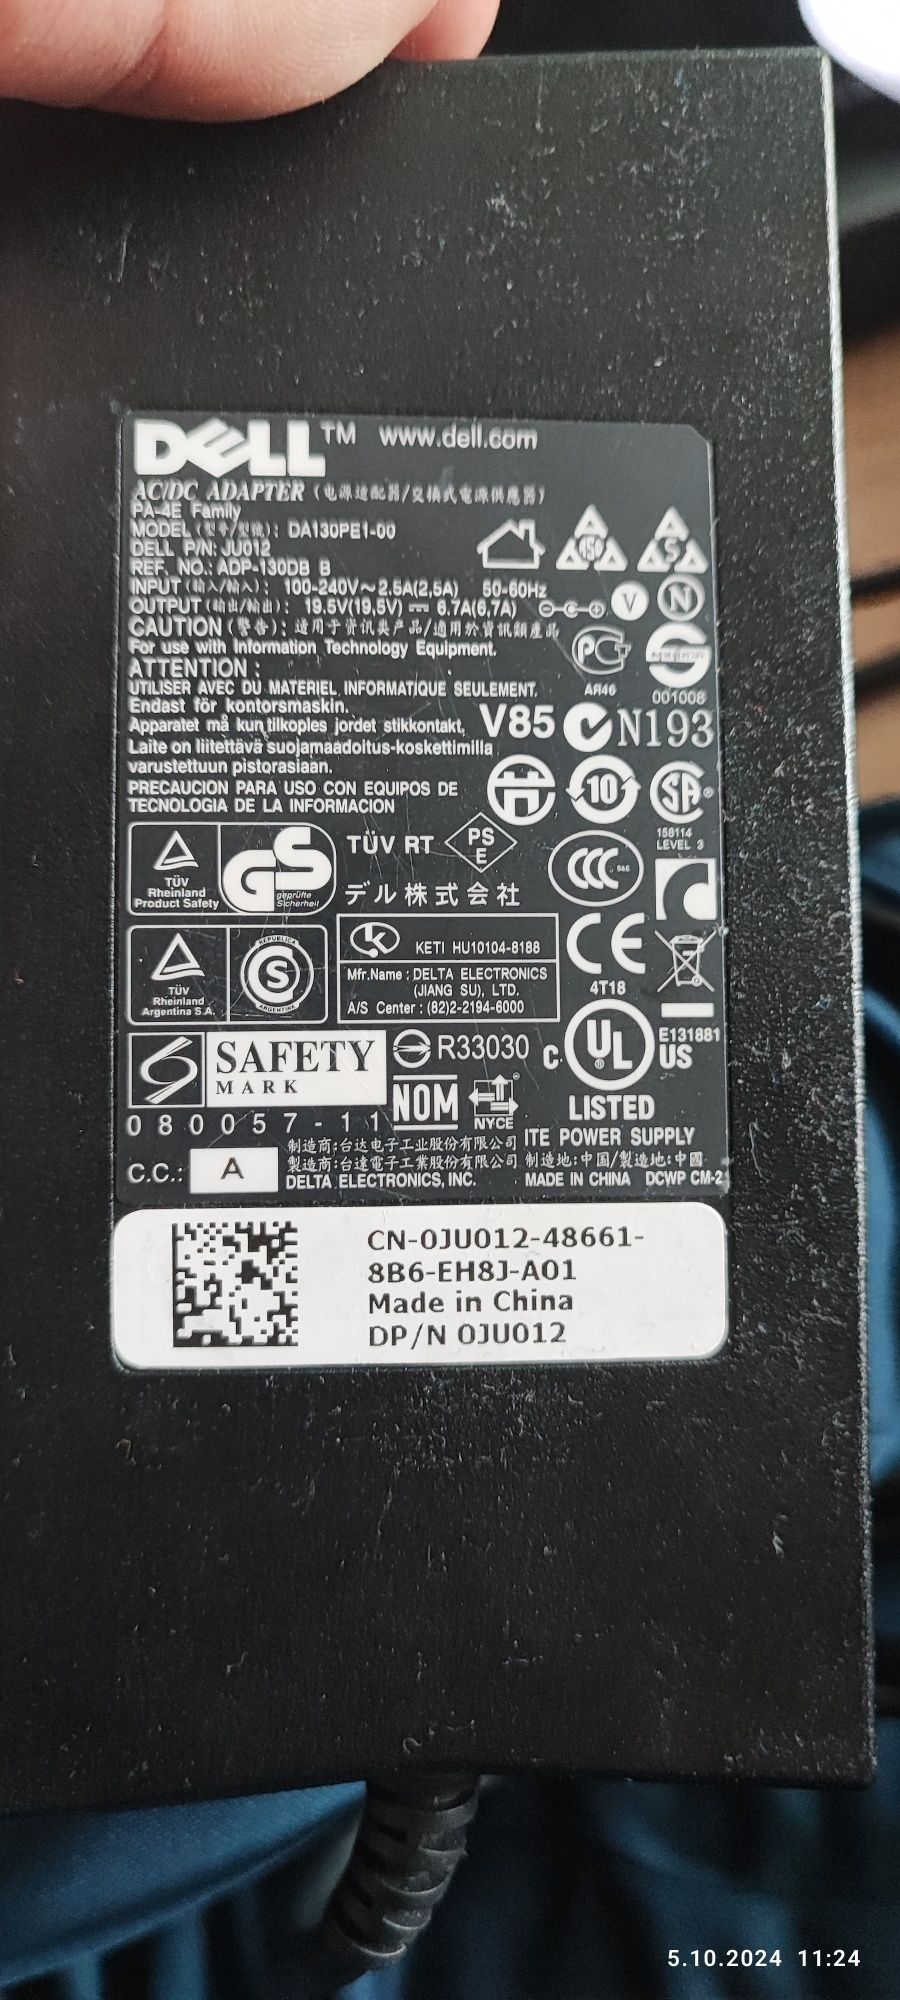 DELL™ www.dell.com
AC/DC ADAPTER (电源适配器/交換式電源供應器)
PA-4E Family
MODEL (型号/型號): DA130PE1-00
DELL P/N: JU012
REF. NO.: ADP-130DB B
INPUT (输入/輸入): 100-240V~2.5A(2,5A) 50-60Hz
OUTPUT (输出/輸出): 19.5V(19,5V) ⎓ 6.7A(6,7A)
V N
CAUTION (警告): 适用于资讯类产品/適用於資訊類產品
For use with Information Technology Equipment.
ATTENTION :
UTILISER AVEC DU MATERIEL INFORMATIQUE SEULEMENT.
Endast för kontorsmaskin.
Apparatet må kun tilkoples jordet stikkontakt.
Laite on liitettävä suojamaadoitus-koskettimilla
varustettuun pistorasiaan.
PRECAUCION PARA USO CON EQUIPOS DE
TECNOLOGIA DE LA INFORMACION
001008
V85 N193
10 SA®
158114
LEVEL 3
TÜV
Rheinland
Product Safety
GS
geprüfte
Sicherheit
TÜV RT PS
E
デル株式会社
CCC S&E
TÜV
Rheinland
Argentina S.A.
REPUBLICA
S
ARGENTINA
KETI HU10104-8188
Mfr.Name : DELTA ELECTRONICS
(JIANG SU), LTD.
A/S Center : (82)2-2194-6000
CE
4T18
SAFETY
MARK
R33030
C UL US
E131881
LISTED
080057-11
NOM
NYCE
ITE POWER SUPPLY
C.C.: A
制造商:台达电子工业股份有限公司
製造商:台達電子工業股份有限公司 制造地:中国/製造地:中國
DELTA ELECTRONICS, INC. MADE IN CHINA DCWP CM-2
CN-0JU012-48661-
8B6-EH8J-A01
Made in China
DP/N 0JU012
5.10.2024 11:24